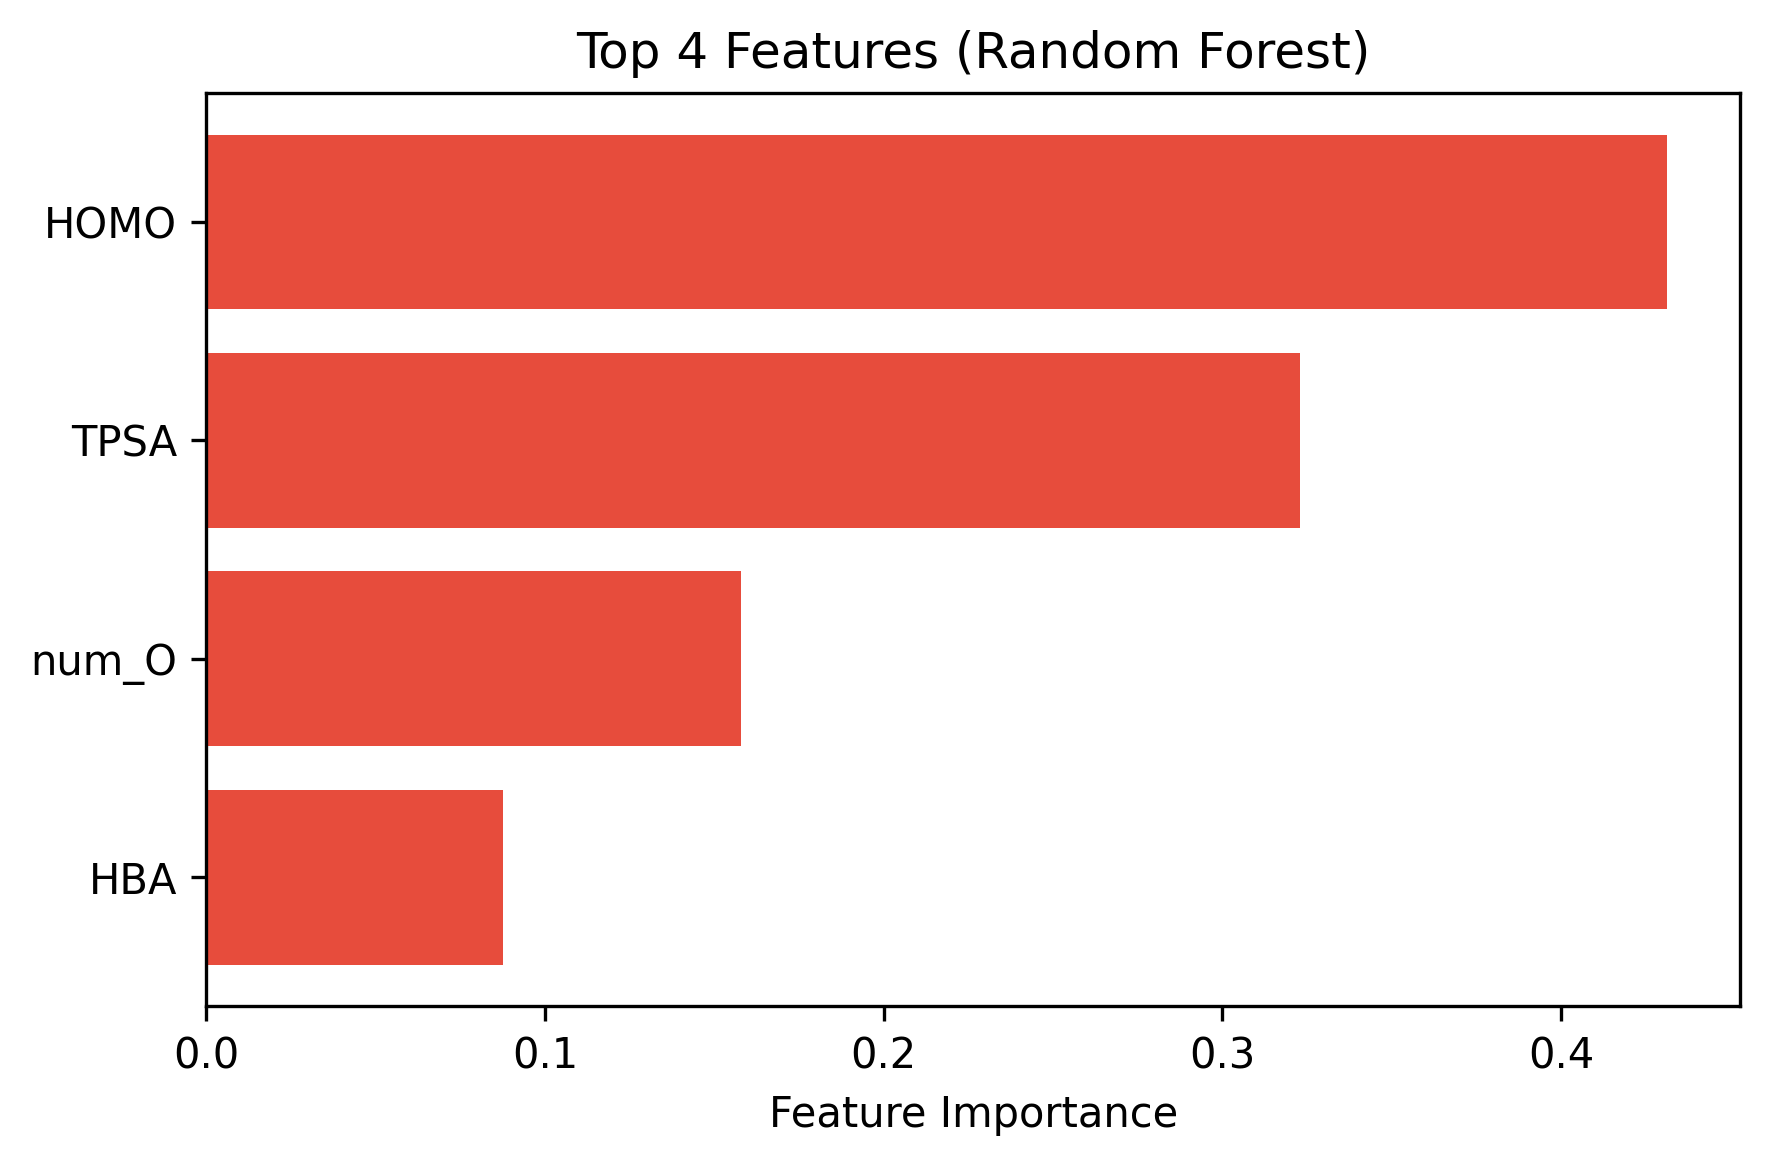 Top 4 Features (Random Forest)
HOMO
TPSA
num_O
HBA
0.0 0.1 0.2 0.3 0.4
Feature Importance